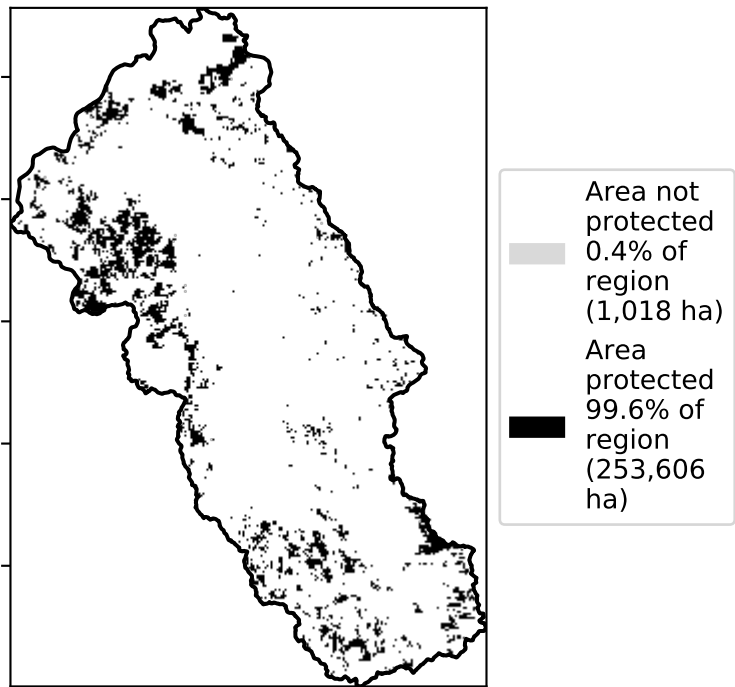 Area not
protected
0.4% of
region
(1,018 ha)
Area
protected
99.6% of
region
(253,606
ha)